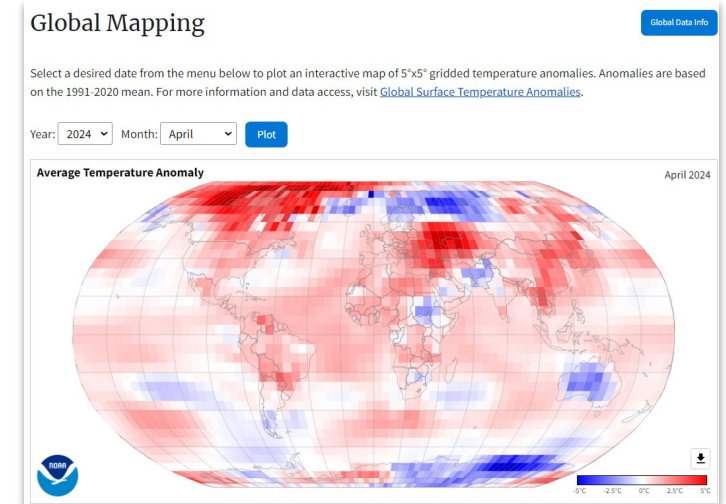 Global Mapping
Global Data Info
Select a desired date from the menu below to plot an interactive map of 5°x5° gridded temperature anomalies. Anomalies are based
on the 1991-2020 mean. For more information and data access, visit Global Surface Temperature Anomalies.
Year: 2024 Month: April Plot
Average Temperature Anomaly
April 2024
NOAA
-5°C -2.5°C 0°C 2.5°C 5°C